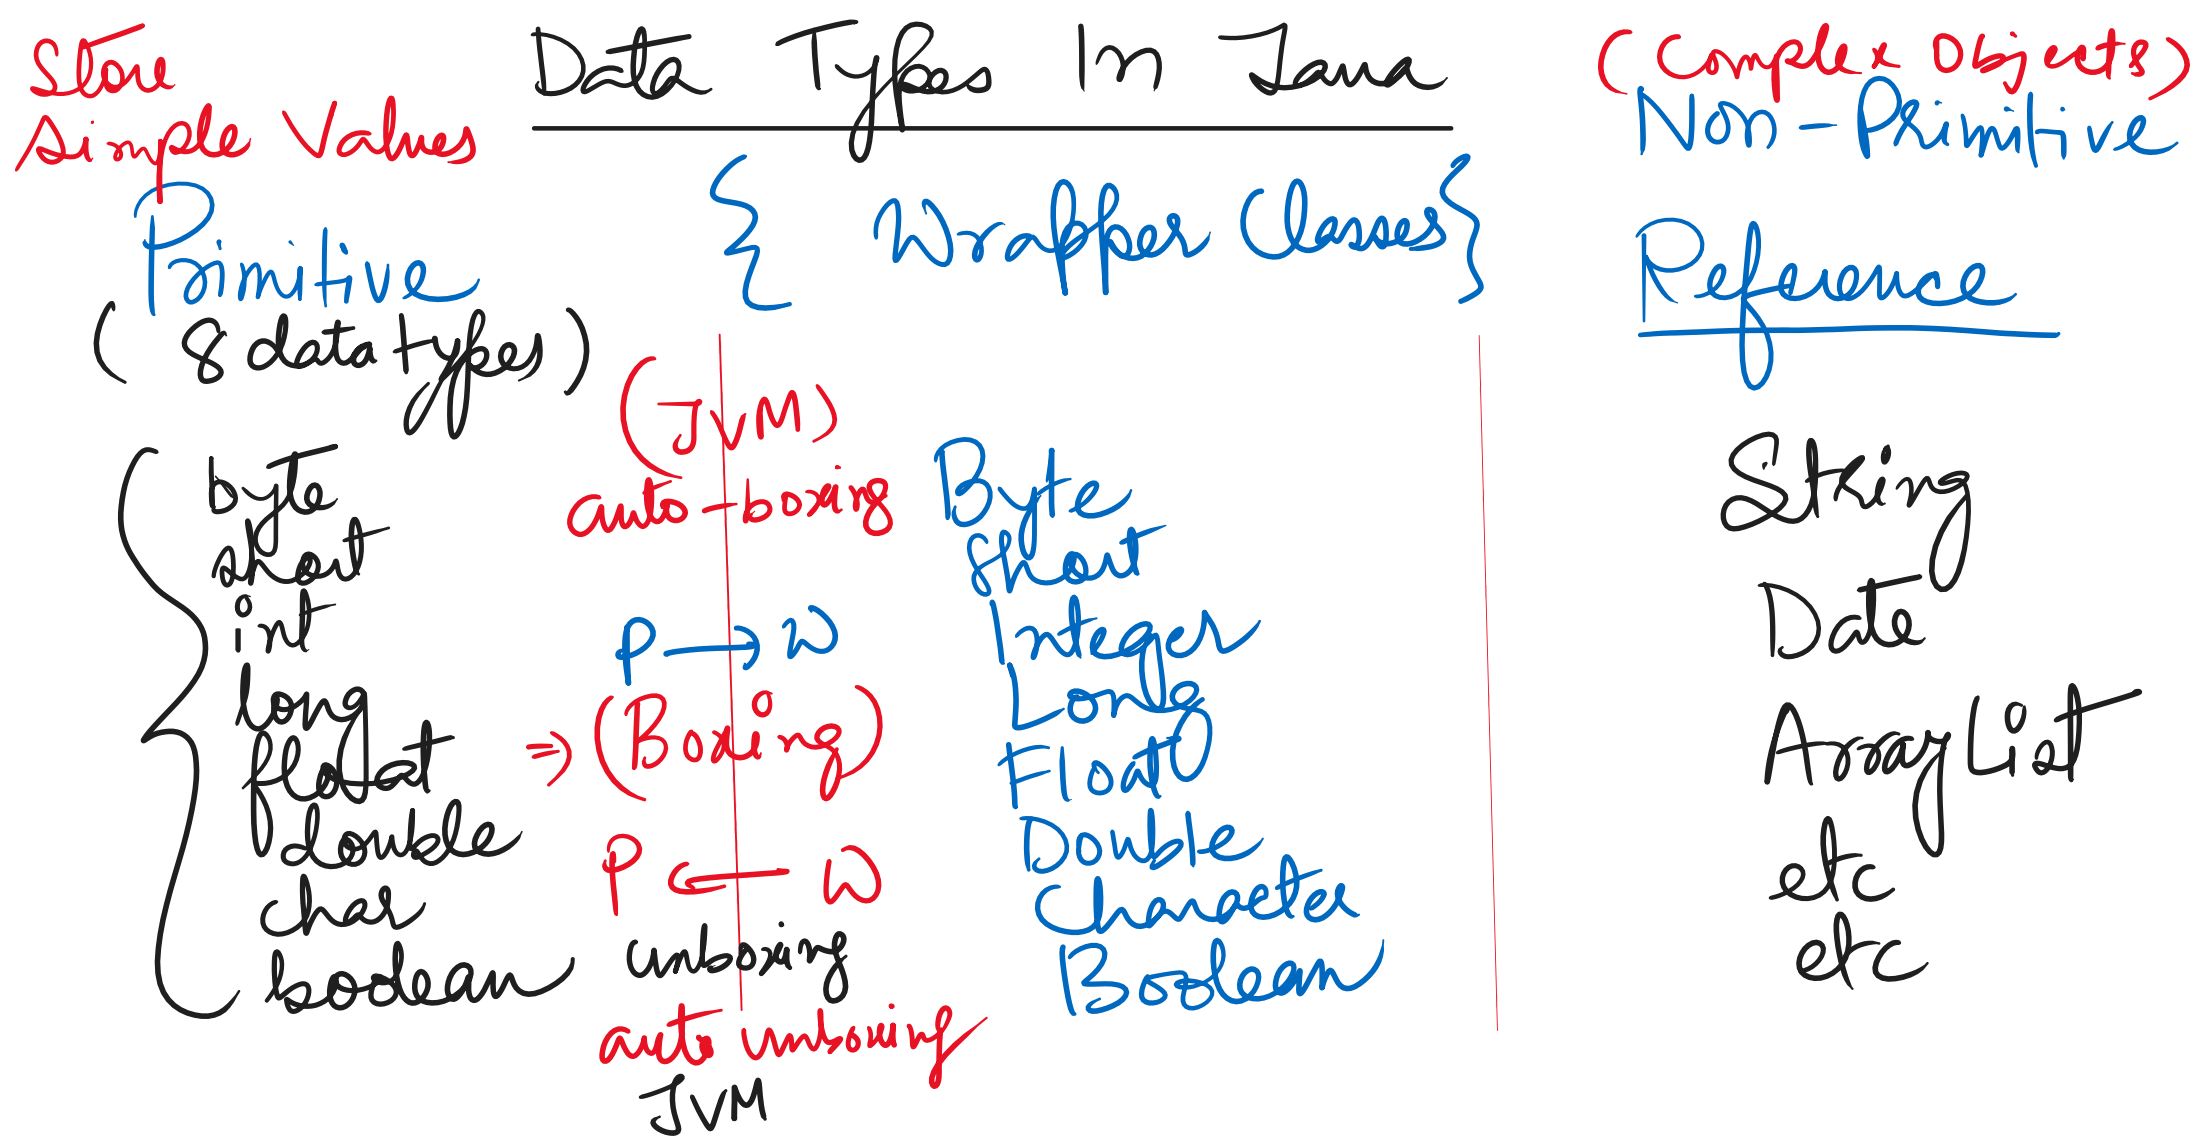 Data Types In Java
Store
Simple Values
Primitive
( 8 data types )
byte
short
int
long
float
double
char
boolean
{ Wrapper Classes }
(JVM)
auto-boxing
P → W
⇒ (Boxing)
P ← W
unboxing
auto unboxing
JVM
Byte
Short
Integer
Long
Float
Double
Character
Boolean
(Complex Objects)
Non-Primitive
Reference
String
Date
ArrayList
etc
etc